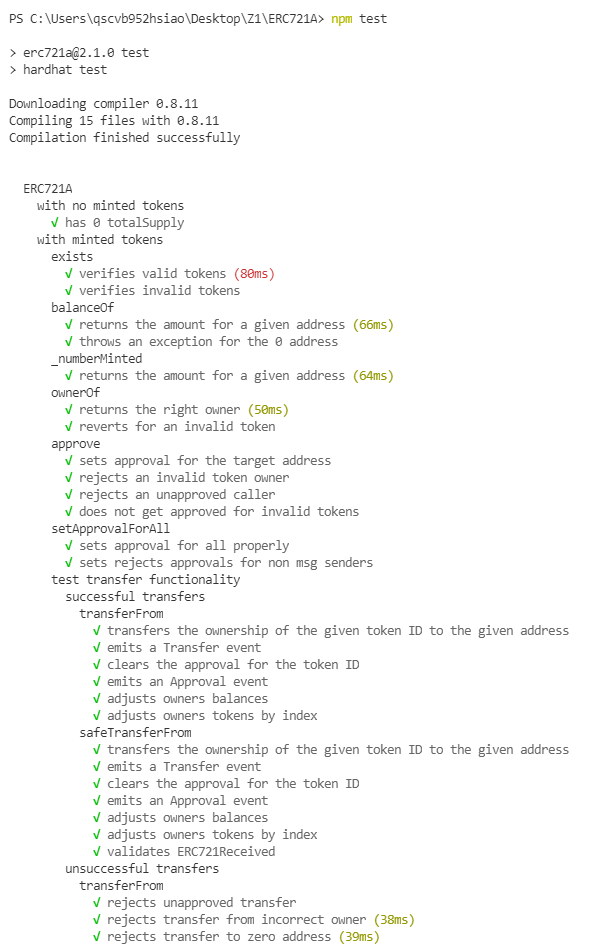 PS C:\Users\qscvb952hsiao\Desktop\Z1\ERC721A> npm test
> erc721a@2.1.0 test
> hardhat test
Downloading compiler 0.8.11
Compiling 15 files with 0.8.11
Compilation finished successfully
ERC721A
with no minted tokens
√ has 0 totalSupply
with minted tokens
exists
√ verifies valid tokens (80ms)
√ verifies invalid tokens
balanceOf
√ returns the amount for a given address (66ms)
√ throws an exception for the 0 address
_numberMinted
√ returns the amount for a given address (64ms)
ownerOf
√ returns the right owner (50ms)
√ reverts for an invalid token
approve
√ sets approval for the target address
√ rejects an invalid token owner
√ rejects an unapproved caller
√ does not get approved for invalid tokens
setApprovalForAll
√ sets approval for all properly
√ sets rejects approvals for non msg senders
test transfer functionality
successful transfers
transferFrom
√ transfers the ownership of the given token ID to the given address
√ emits a Transfer event
√ clears the approval for the token ID
√ emits an Approval event
√ adjusts owners balances
√ adjusts owners tokens by index
safeTransferFrom
√ transfers the ownership of the given token ID to the given address
√ emits a Transfer event
√ clears the approval for the token ID
√ emits an Approval event
√ adjusts owners balances
√ adjusts owners tokens by index
√ validates ERC721Received
unsuccessful transfers
transferFrom
√ rejects unapproved transfer
√ rejects transfer from incorrect owner (38ms)
√ rejects transfer to zero address (39ms)